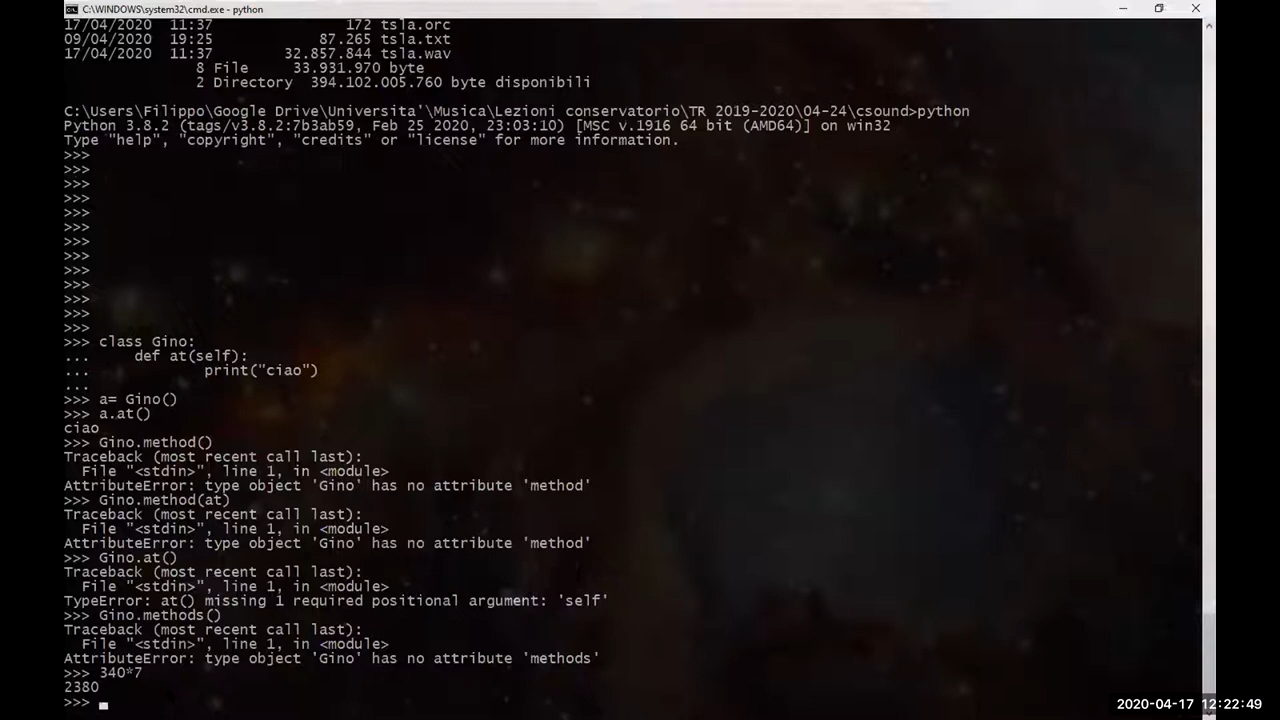 C:\WINDOWS\system32\cmd.exe - python
17/04/2020  11:37               172 tsla.orc
09/04/2020  19:25            87.265 tsla.txt
17/04/2020  11:37        32.857.844 tsla.wav
               8 File     33.931.970 byte
               2 Directory  394.102.005.760 byte disponibili
C:\Users\Filippo\Google Drive\Universita'\Musica\Lezioni conservatorio\TR 2019-2020\04-24\csound>python
Python 3.8.2 (tags/v3.8.2:7b3ab59, Feb 25 2020, 23:03:10) [MSC v.1916 64 bit (AMD64)] on win32
Type "help", "copyright", "credits" or "license" for more information.
>>>
>>>
>>>
>>>
>>>
>>>
>>>
>>>
>>>
>>>
>>>
>>>
>>>
>>> class Gino:
...     def at(self):
...             print("ciao")
...
>>> a= Gino()
>>> a.at()
ciao
>>> Gino.method()
Traceback (most recent call last):
  File "<stdin>", line 1, in <module>
AttributeError: type object 'Gino' has no attribute 'method'
>>> Gino.method(at)
Traceback (most recent call last):
  File "<stdin>", line 1, in <module>
AttributeError: type object 'Gino' has no attribute 'method'
>>> Gino.at()
Traceback (most recent call last):
  File "<stdin>", line 1, in <module>
TypeError: at() missing 1 required positional argument: 'self'
>>> Gino.methods()
Traceback (most recent call last):
  File "<stdin>", line 1, in <module>
AttributeError: type object 'Gino' has no attribute 'methods'
>>> 340*7
2380
>>>
2020-04-17 12:22:49